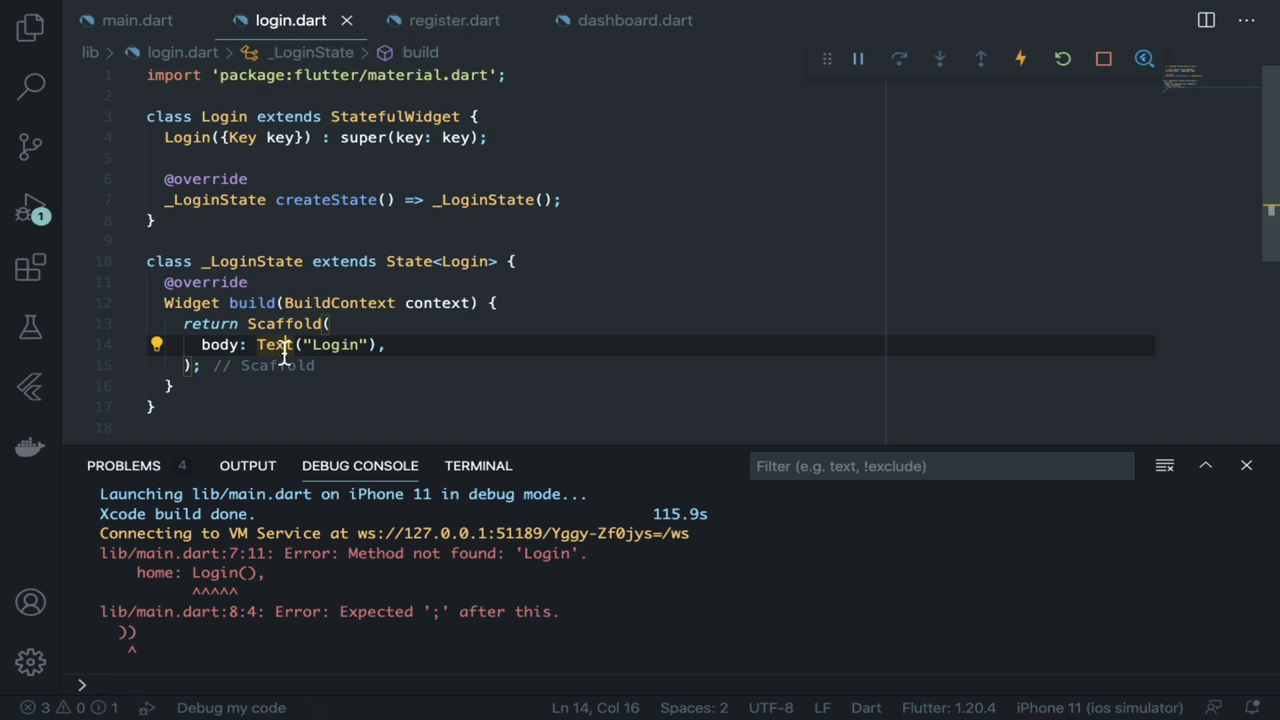 main.dart login.dart register.dart dashboard.dart
lib > login.dart > _LoginState > build
1 import 'package:flutter/material.dart';
2
3 class Login extends StatefulWidget {
4 Login({Key key}) : super(key: key);
5
6 @override
7 _LoginState createState() => _LoginState();
8 }
9
10 class _LoginState extends State<Login> {
11 @override
12 Widget build(BuildContext context) {
13 return Scaffold(
14 body: Text("Login"),
15 ); // Scaffold
16 }
17 }
18
1
PROBLEMS 4 OUTPUT DEBUG CONSOLE TERMINAL Filter (e.g. text, !exclude)
Launching lib/main.dart on iPhone 11 in debug mode...
Xcode build done. 115.9s
Connecting to VM Service at ws://127.0.0.1:51189/Yggy-Zf0jys=/ws
lib/main.dart:7:11: Error: Method not found: 'Login'.
home: Login(),
^^^^^
lib/main.dart:8:4: Error: Expected ';' after this.
))
^
>
3 0 1 Debug my code Ln 14, Col 16 Spaces: 2 UTF-8 LF Dart Flutter: 1.20.4 iPhone 11 (ios simulator)